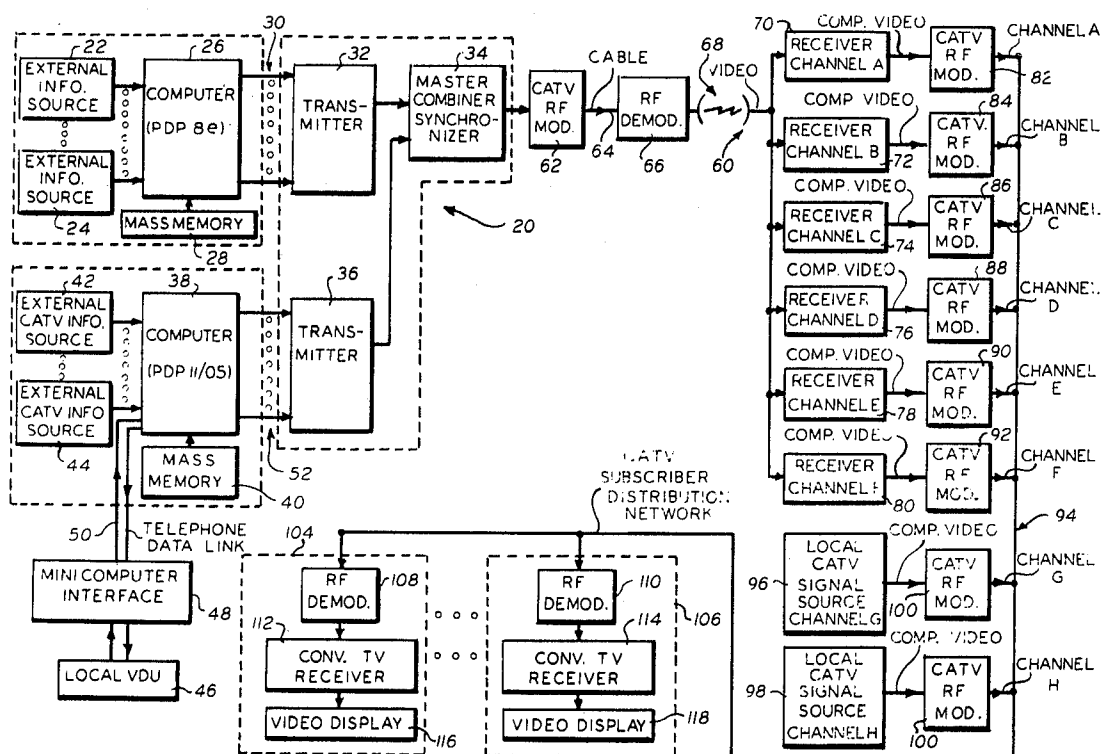 22
EXTERNAL
INFO.
SOURCE
EXTERNAL
INFO.
SOURCE
24
26
COMPUTER
(PDP 8e)
MASS MEMORY
28
30
32
TRANS-
MITTER
34
MASTER
COMBINER
SYNCHRO-
NIZER
20
36
TRANS-
MITTER
42
EXTERNAL
CATV INFO.
SOURCE
EXTERNAL
CATV INFO
SOURCE
44
38
COMPUTER
(PDP 11/05)
MASS
MEMORY
40
52
50
TELEPHONE
DATA LINK
MINI COMPUTER
INTERFACE
48
LOCAL VDU
46
CATV
RF
MOD.
62
CABLE
64
RF
DEMOD.
66
68
VIDEO
60
70
RECEIVER
CHANNEL A
COMP. VIDEO
CATV
RF
MOD.
82
CHANNEL A
RECEIVER
CHANNEL B
72
COMP. VIDEO
84
CATV.
RF
MOD.
CHANNEL
B
RECEIVER
CHANNEL C
74
COMP. VIDEO
86
CATV
RF
MOD.
CHANNEL
C
RECEIVER
CHANNEL D
76
COMP. VIDEO
88
CATV
RF
MOD.
CHANNEL
D
RECEIVER
CHANNEL E
78
COMP. VIDEO
90
CATV
RF
MOD.
CHANNEL
E
RECEIVER
CHANNEL F
80
COMP. VIDEO
92
CATV
RF
MOD.
CHANNEL
F
94
96
LOCAL
CATV
SIGNAL
SOURCE
CHANNEL G
COMP. VIDEO
CATV
RF
MOD.
100
CHANNEL
G
98
LOCAL
CATV
SIGNAL
SOURCE
CHANNEL H
COMP. VIDEO
CATV
RF
MOD.
100
CHANNEL
H
CATV
SUBSCRIBER
DISTRIBUTION
NETWORK
104
RF
DEMOD.
108
112
CONV. TV
RECEIVER
VIDEO DISPLAY
116
RF
DEMOD.
110
106
114
CONV. TV
RECEIVER
VIDEO DISPLAY
118